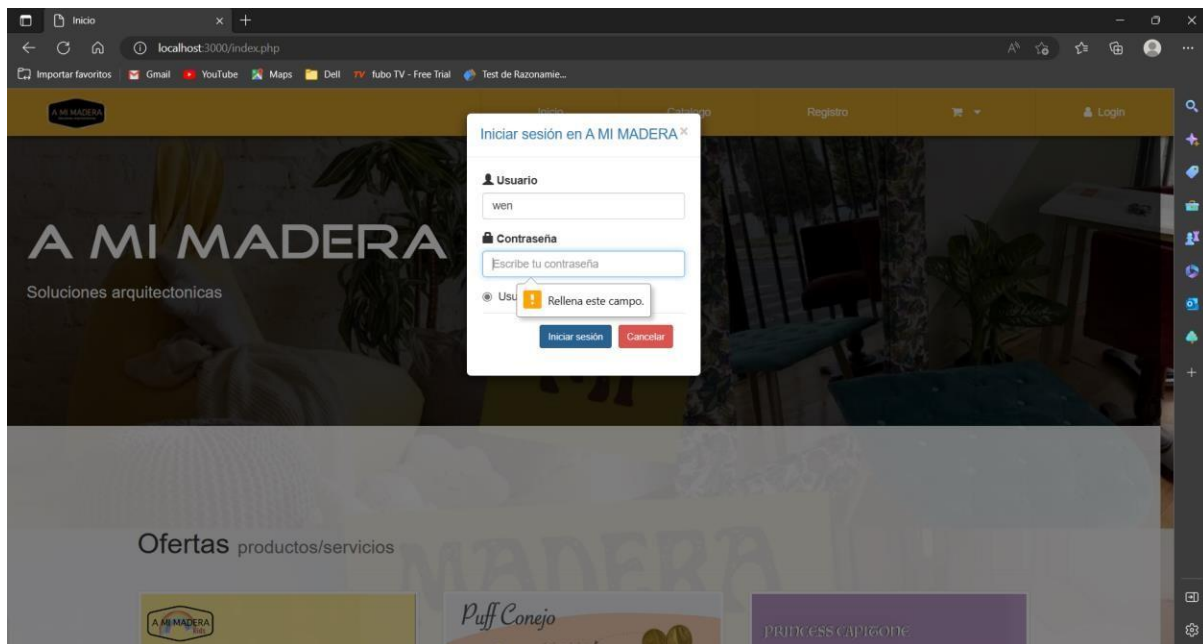 Inicio
localhost:3000/index.php
Importar favoritos Gmail YouTube Maps Dell fubo TV - Free Trial Test de Razonamie...
A MI MADERA
Inicio Catalogo Registro Login
Iniciar sesión en A MI MADERA ×
Usuario
wen
Contraseña
Escribe tu contraseña
Usu
Rellena este campo.
Iniciar sesión Cancelar
A MI MADERA
Soluciones arquitectonicas
MADERA
Ofertas productos/servicios
A MI MADERA
Kids
Puff Conejo
PRINCESS CAPITONE